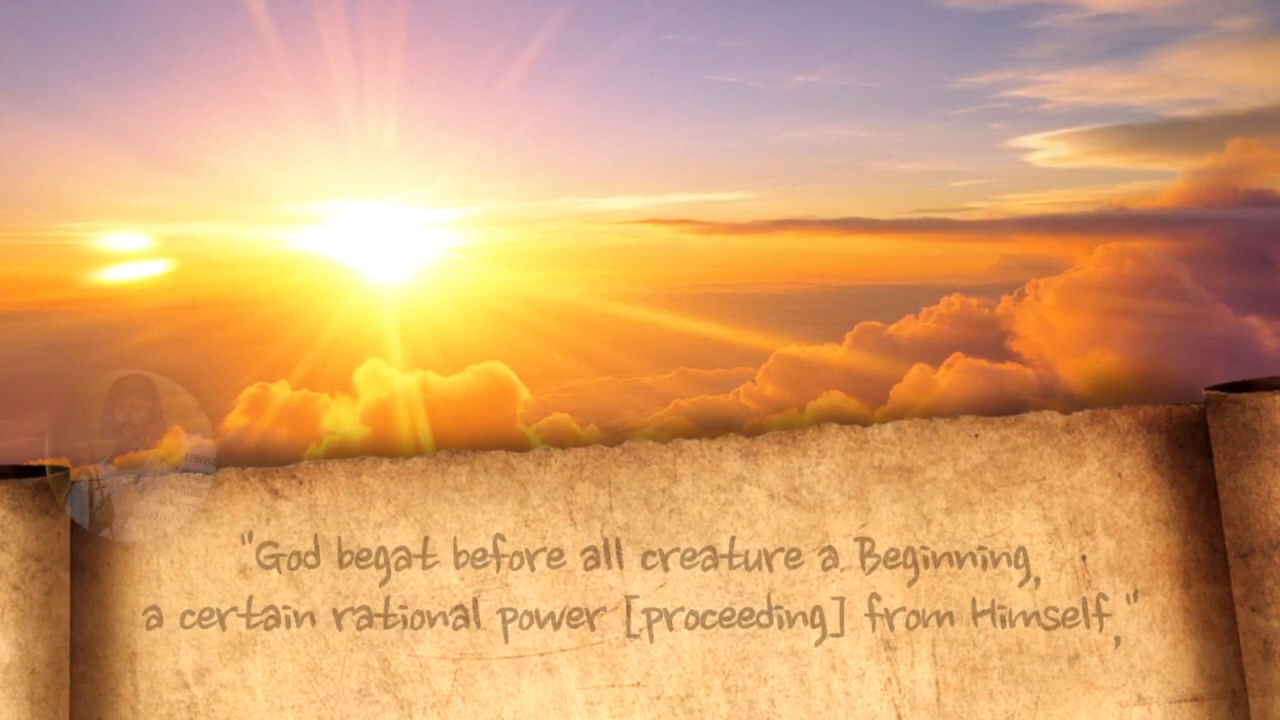 "God begat before all creature a Beginning,
a certain rational power [proceeding] from Himself,"